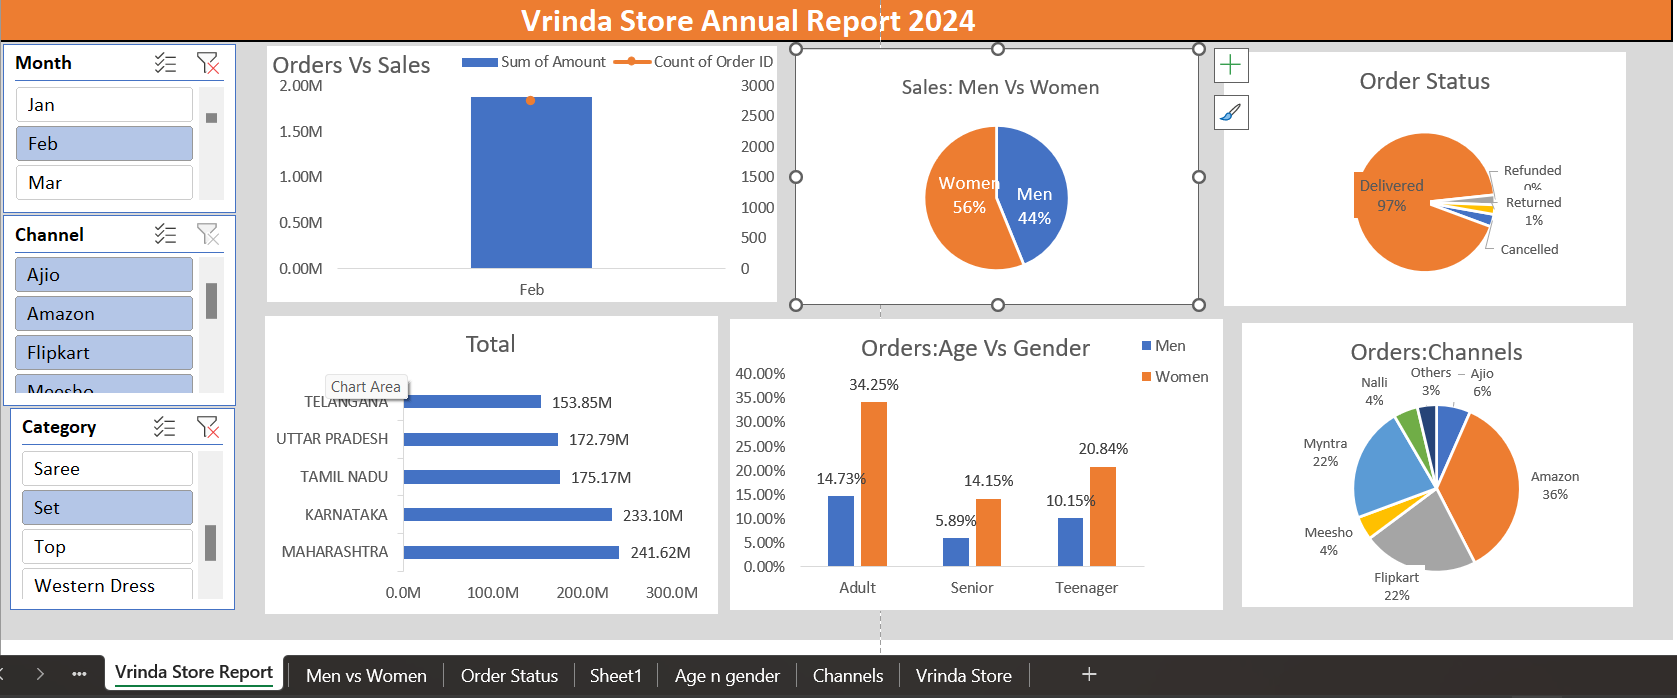 Vrinda Store Annual Report 2024
Month
Jan
Feb
Mar
Channel
Ajio
Amazon
Flipkart
Meesho
Category
Saree
Set
Top
Western Dress
Orders Vs Sales
Sum of Amount
Count of Order ID
2.00M
1.50M
1.00M
0.50M
0.00M
3000
2500
2000
1500
1000
500
0
Feb
Sales: Men Vs Women
Women
56%
Men
44%
Order Status
Delivered
97%
Refunded
0%
Returned
1%
Cancelled
Total
Chart Area
TELANGANA
153.85M
UTTAR PRADESH
172.79M
TAMIL NADU
175.17M
KARNATAKA
233.10M
MAHARASHTRA
241.62M
0.0M 100.0M 200.0M 300.0M
Orders:Age Vs Gender
Men
Women
40.00%
35.00%
30.00%
25.00%
20.00%
15.00%
10.00%
5.00%
0.00%
14.73%
34.25%
5.89%
14.15%
10.15%
20.84%
Adult Senior Teenager
Orders:Channels
Others
3%
Ajio
6%
Nalli
4%
Myntra
22%
Amazon
36%
Meesho
4%
Flipkart
22%
Vrinda Store Report Men vs Women Order Status Sheet1 Age n gender Channels Vrinda Store